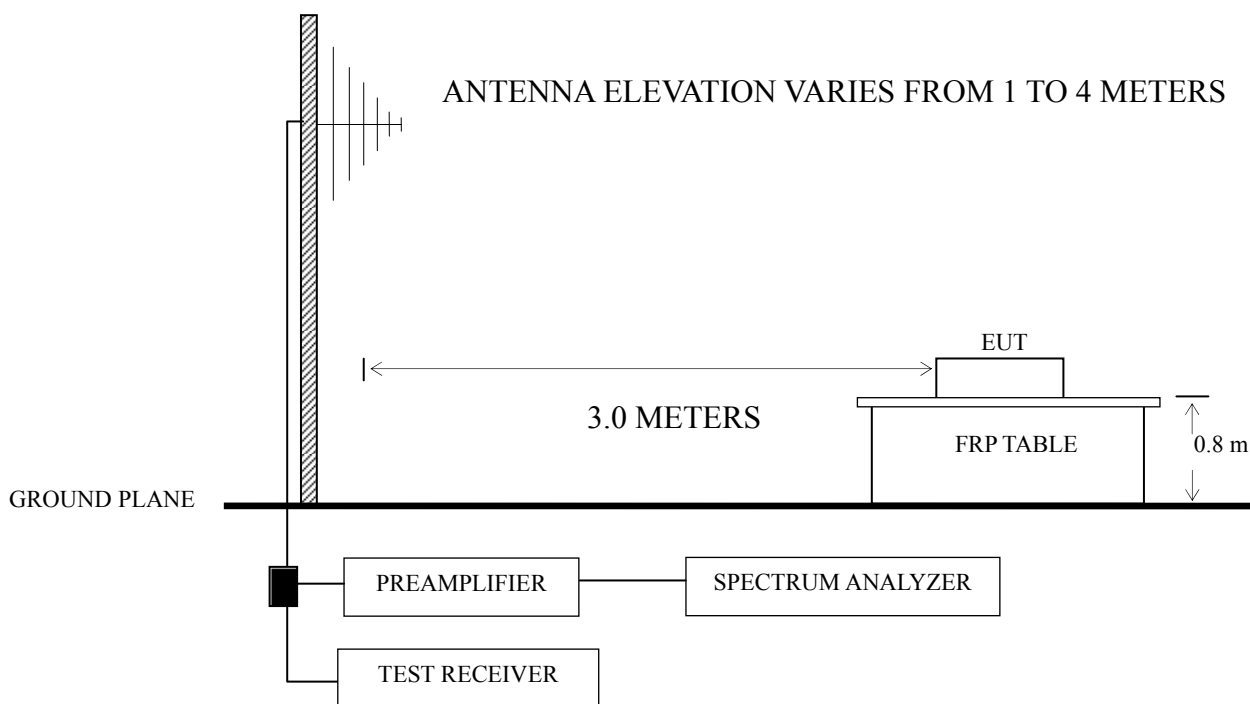 ANTENNA ELEVATION VARIES FROM 1 TO 4 METERS
EUT
3.0 METERS
FRP TABLE
0.8 m
GROUND PLANE
PREAMPLIFIER
SPECTRUM ANALYZER
TEST RECEIVER